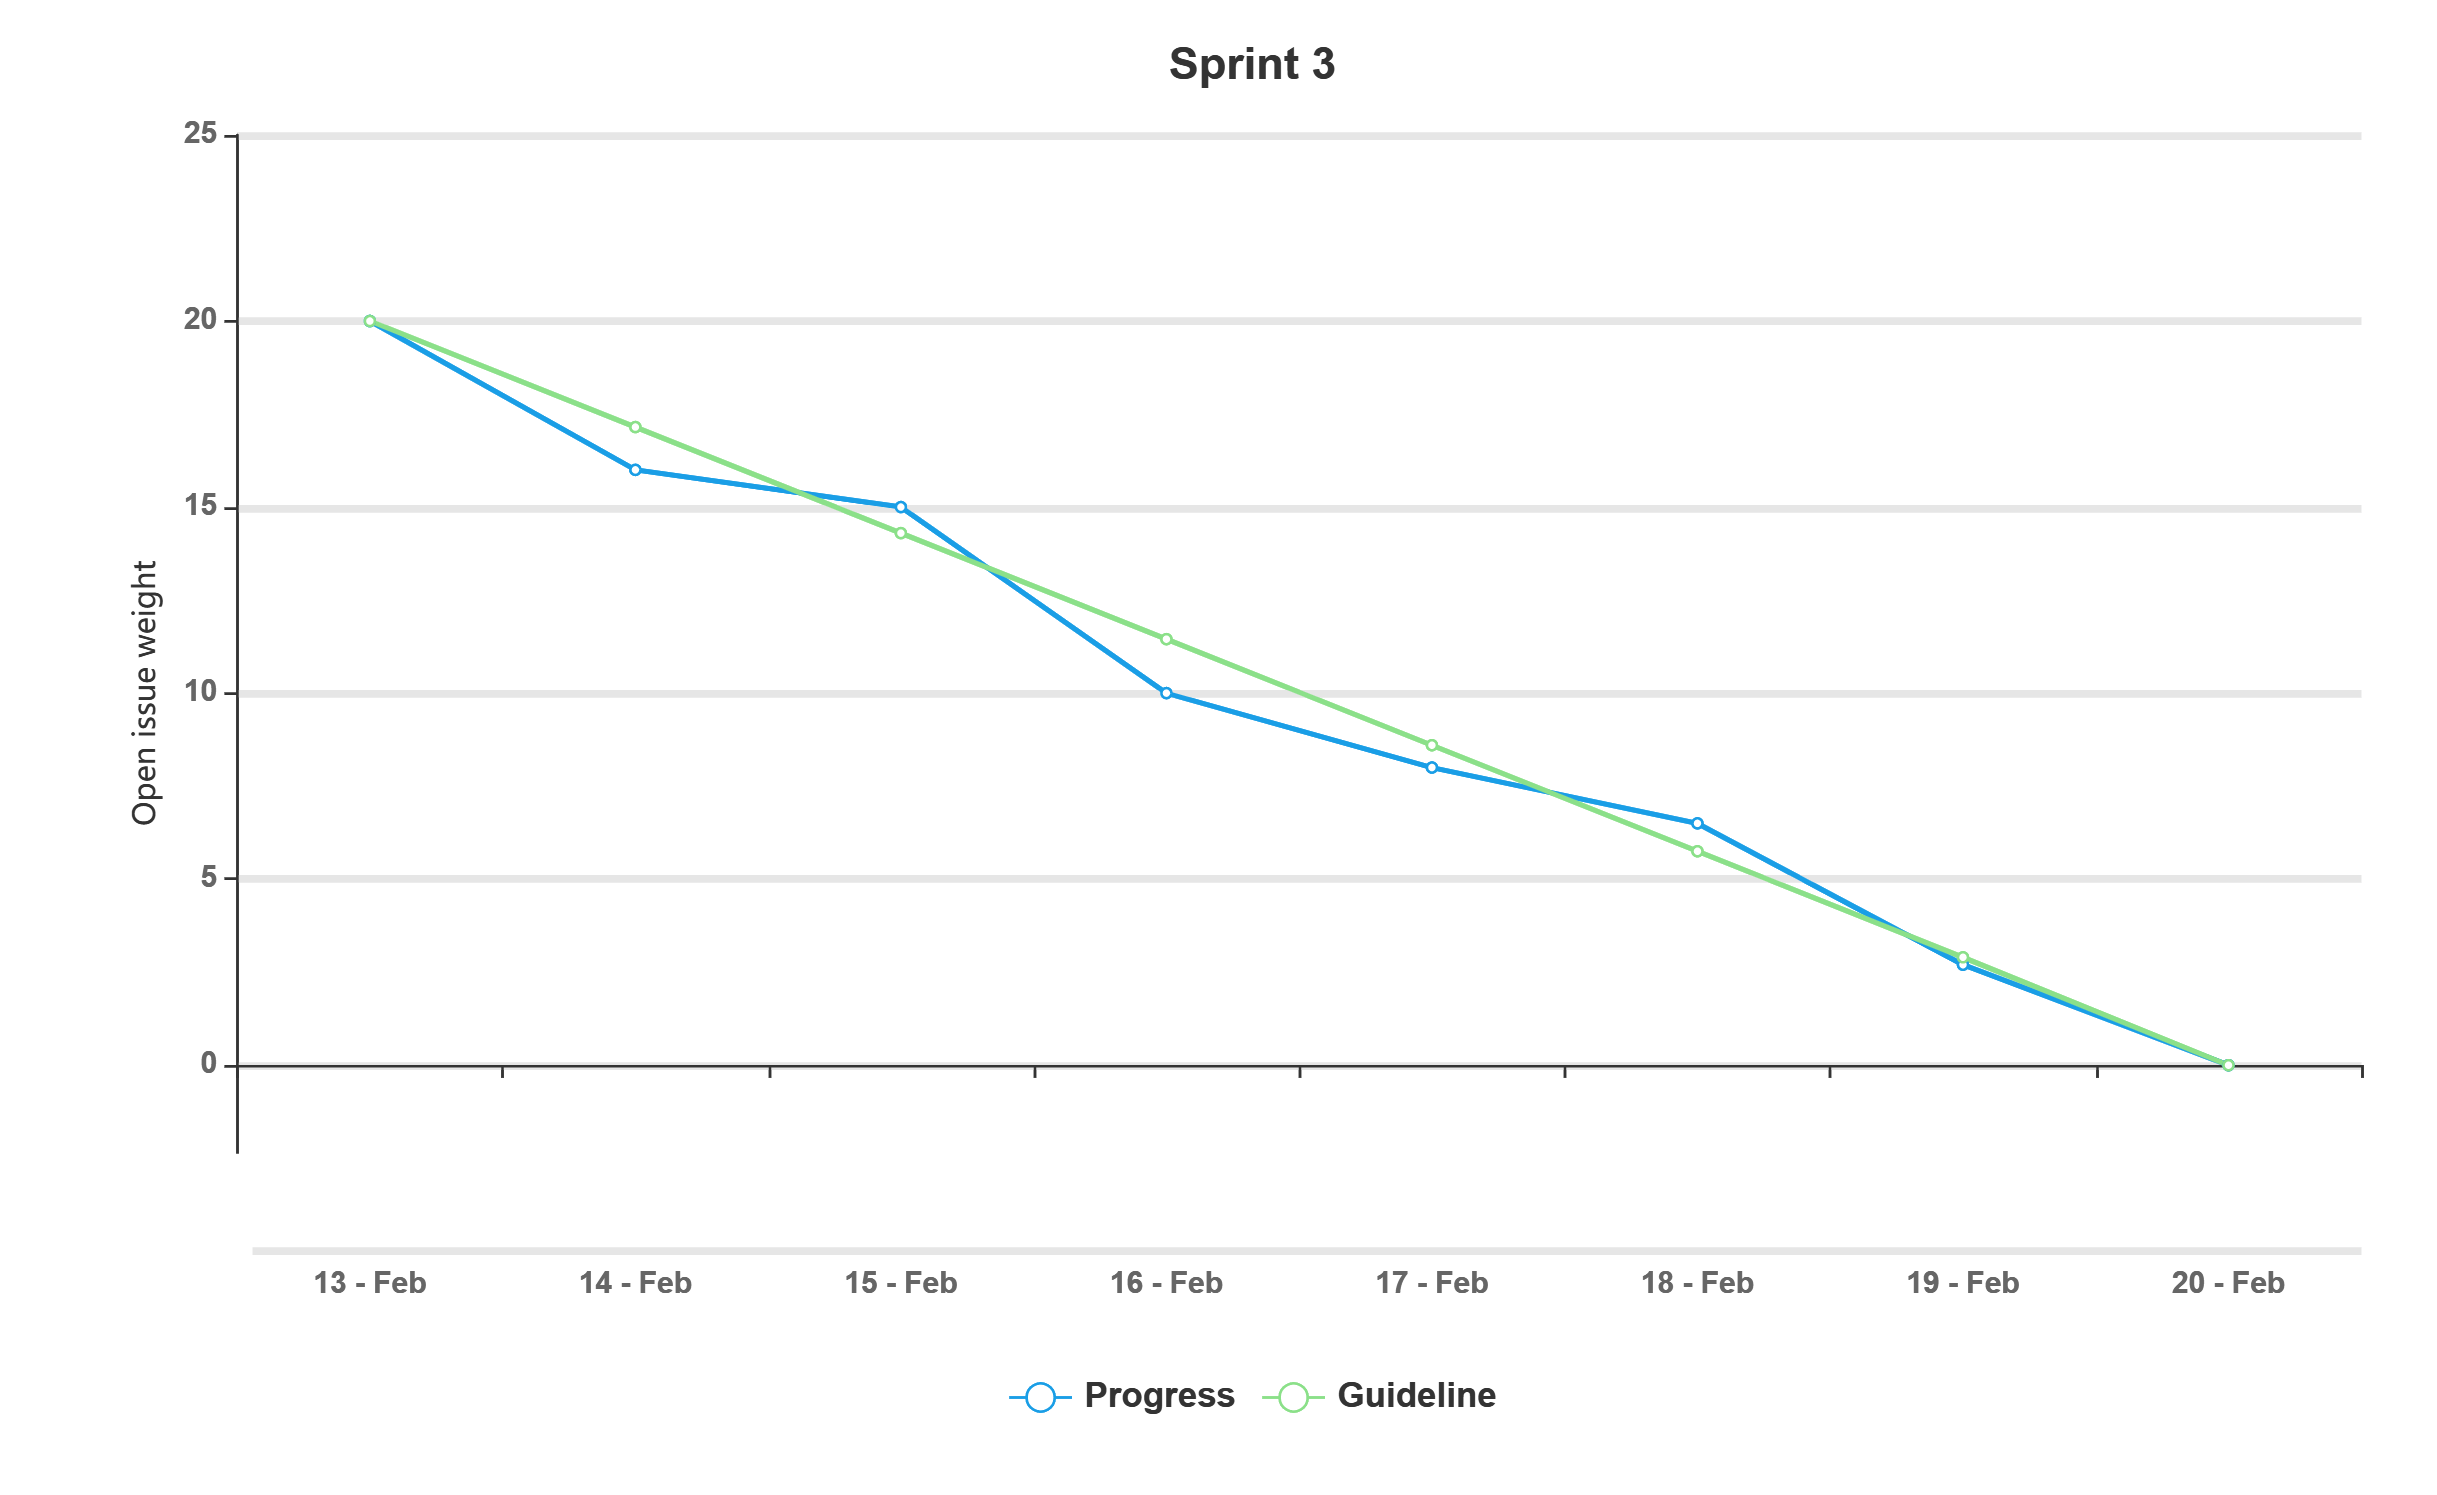 Sprint 3
25
20
15
10
5
0
Open issue weight
13 - Feb
14 - Feb
15 - Feb
16 - Feb
17 - Feb
18 - Feb
19 - Feb
20 - Feb
Progress
Guideline